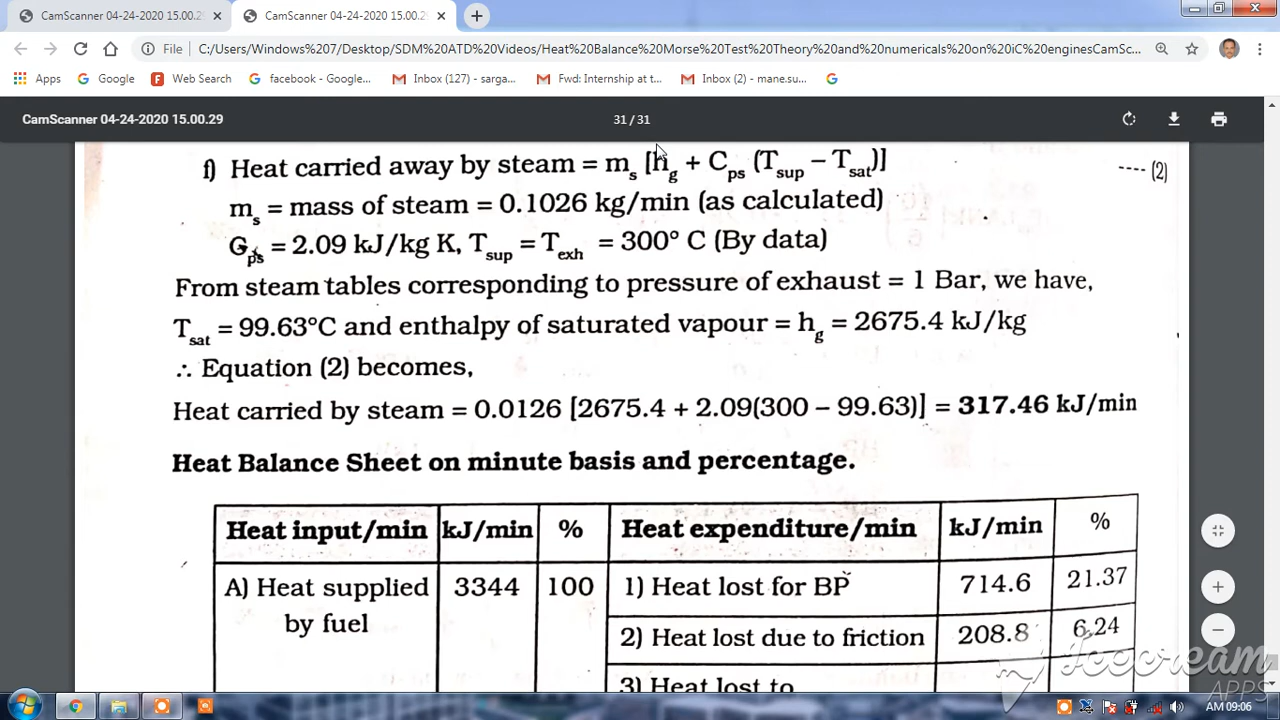 CamScanner 04-24-2020 15.00.29
CamScanner 04-24-2020 15.00.29
File C:/Users/Windows%207/Desktop/SDM%20ATD%20Videos/Heat%20Balance%20Morse%20Test%20Theory%20and%20numericals%20on%20iC%20enginesCamSc...
Apps Google Web Search facebook - Google... Inbox (127) - sarga... Fwd: Internship at t... Inbox (2) - mane.su...
CamScanner 04-24-2020 15.00.29 31 / 31
f) Heat carried away by steam = ms [hg + Cps (Tsup − Tsat)] ---- (2)
ms = mass of steam = 0.1026 kg/min (as calculated)
Gps = 2.09 kJ/kg K, Tsup = Texh = 300° C (By data)
From steam tables corresponding to pressure of exhaust = 1 Bar, we have,
Tsat = 99.63°C and enthalpy of saturated vapour = hg = 2675.4 kJ/kg
∴ Equation (2) becomes,
Heat carried by steam = 0.0126 [2675.4 + 2.09(300 − 99.63)] = 317.46 kJ/min
Heat Balance Sheet on minute basis and percentage.
Heat input/min kJ/min % Heat expenditure/min kJ/min %
A) Heat supplied 3344 100 1) Heat lost for BP 714.6 21.37
by fuel
2) Heat lost due to friction 208.8 6.24
3) Heat lost to
Icecream
APPS
AM 09:06